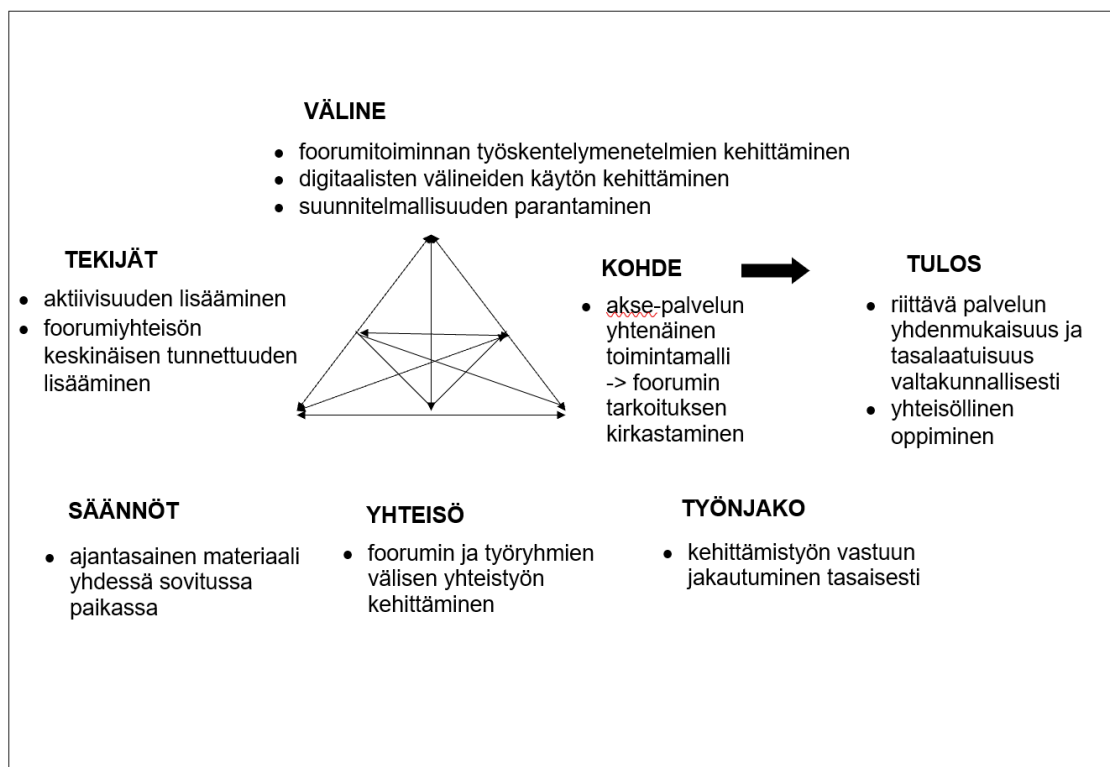 VÄLINE
● foorumitoiminnan työskentelymenetelmien kehittäminen
● digitaalisten välineiden käytön kehittäminen
● suunnitelmallisuuden parantaminen
TEKIJÄT
● aktiivisuuden lisääminen
● foorumiyhteisön
keskinäisen tunnettuuden
lisääminen
KOHDE
● akse-palvelun
yhtenäinen
toimintamalli
-> foorumin
tarkoituksen
kirkastaminen
TULOS
● riittävä palvelun
yhdenmukaisuus ja
tasalaatuisuus
valtakunnallisesti
● yhteisöllinen
oppiminen
SÄÄNNÖT
● ajantasainen materiaali
yhdessä sovitussa
paikassa
YHTEISÖ
● foorumin ja työryhmien
välisen yhteistyön
kehittäminen
TYÖNJAKO
● kehittämistyön vastuun
jakautuminen tasaisesti